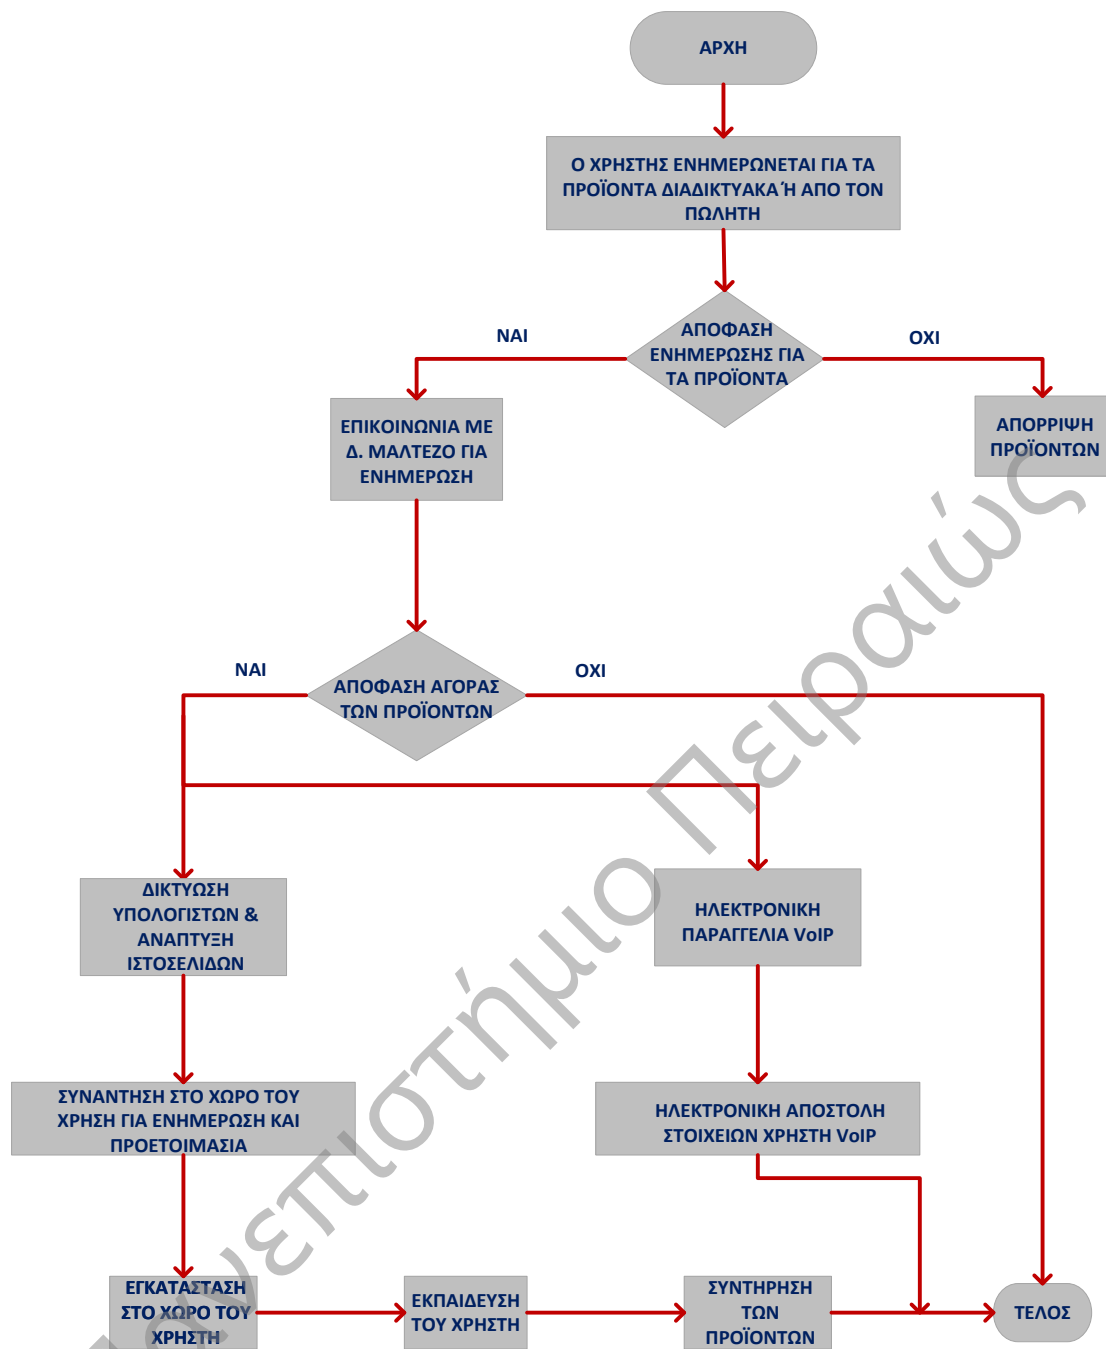 ΑΡΧΗ
Ο ΧΡΗΣΤΗΣ ΕΝΗΜΕΡΩΝΕΤΑΙ ΓΙΑ ΤΑ
ΠΡΟΪΟΝΤΑ ΔΙΑΔΙΚΤΥΑΚΑ Ή ΑΠΟ ΤΟΝ
ΠΩΛΗΤΗ
ΑΠΟΦΑΣΗ
ΕΝΗΜΕΡΩΣΗΣ ΓΙΑ
ΤΑ ΠΡΟΪΟΝΤΑ
ΝΑΙ
ΟΧΙ
ΕΠΙΚΟΙΝΩΝΙΑ ΜΕ
Δ. ΜΑΛΤΕΖΟ ΓΙΑ
ΕΝΗΜΕΡΩΣΗ
ΑΠΟΡΡΙΨΗ
ΠΡΟΪΟΝΤΩΝ
ΑΠΟΦΑΣΗ ΑΓΟΡΑΣ
ΤΩΝ ΠΡΟΪΟΝΤΩΝ
ΝΑΙ
ΟΧΙ
ΔΙΚΤΥΩΣΗ
ΥΠΟΛΟΓΙΣΤΩΝ &
ΑΝΑΠΤΥΞΗ
ΙΣΤΟΣΕΛΙΔΩΝ
ΗΛΕΚΤΡΟΝΙΚΗ
ΠΑΡΑΓΓΕΛΙΑ VoIP
ΣΥΝΑΝΤΗΣΗ ΣΤΟ ΧΩΡΟ ΤΟΥ
ΧΡΗΣΗ ΓΙΑ ΕΝΗΜΕΡΩΣΗ ΚΑΙ
ΠΡΟΕΤΟΙΜΑΣΙΑ
ΗΛΕΚΤΡΟΝΙΚΗ ΑΠΟΣΤΟΛΗ
ΣΤΟΙΧΕΙΩΝ ΧΡΗΣΤΗ VoIP
ΕΓΚΑΤΑΣΤΑΣΗ
ΣΤΟ ΧΩΡΟ ΤΟΥ
ΧΡΗΣΤΗ
ΕΚΠΑΙΔΕΥΣΗ
ΤΟΥ ΧΡΗΣΤΗ
ΣΥΝΤΗΡΗΣΗ
ΤΩΝ
ΠΡΟΪΟΝΤΩΝ
ΤΕΛΟΣ
Πανεπιστήμιο Πειραιώς